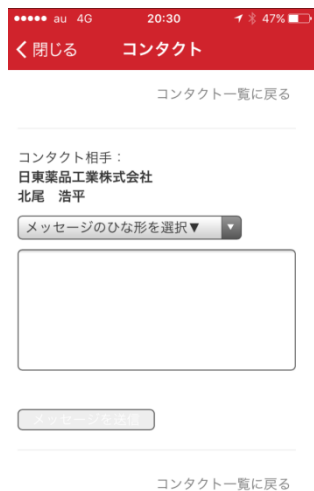 au 4G 20:30 47%
閉じる コンタクト
コンタクト一覧に戻る
コンタクト相手：
日東薬品工業株式会社
北尾　浩平
メッセージのひな形を選択▼
メッセージを送信
コンタクト一覧に戻る